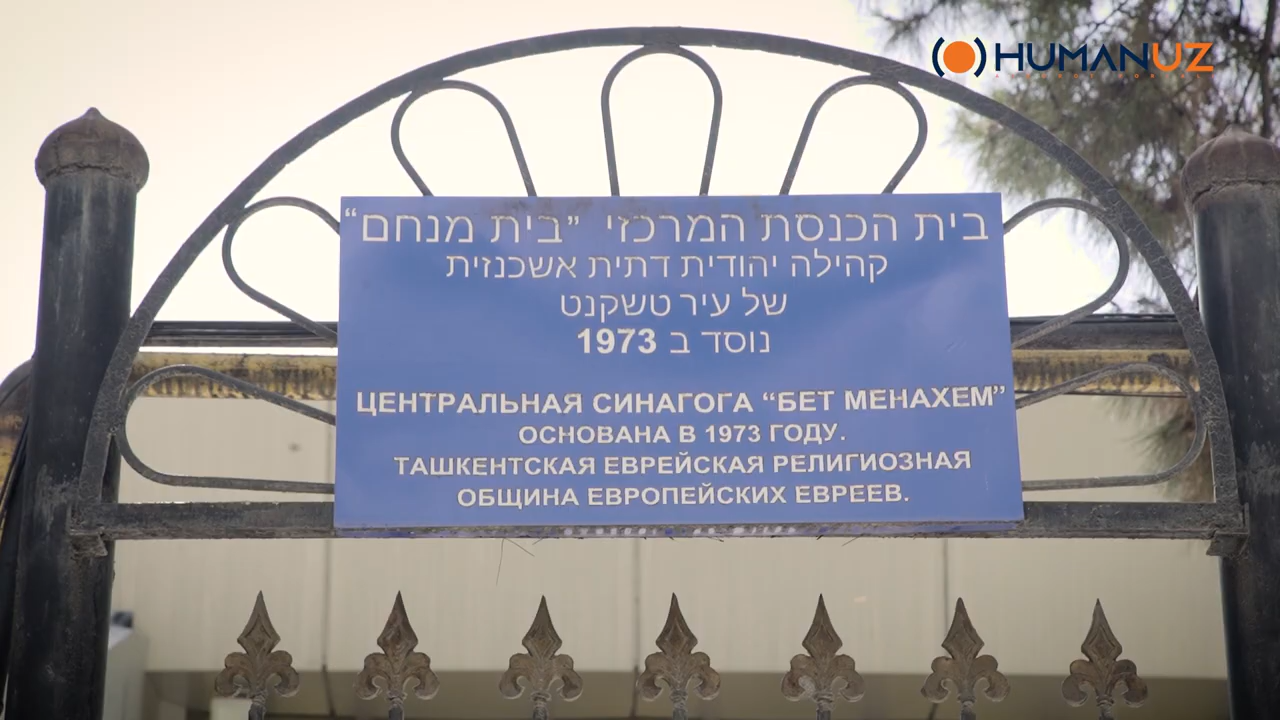 HUMANUZ
בית הכנסת המרכזי "בית מנחם"
קהילה יהודית דתית אשכנזית
של עיר טשקנט
נוסד ב 1973
ЦЕНТРАЛЬНАЯ СИНАГОГА “БЕТ МЕНАХЕМ”
ОСНОВАНА В 1973 ГОДУ.
ТАШКЕНТСКАЯ ЕВРЕЙСКАЯ РЕЛИГИОЗНАЯ
ОБЩИНА ЕВРОПЕЙСКИХ ЕВРЕЕВ.